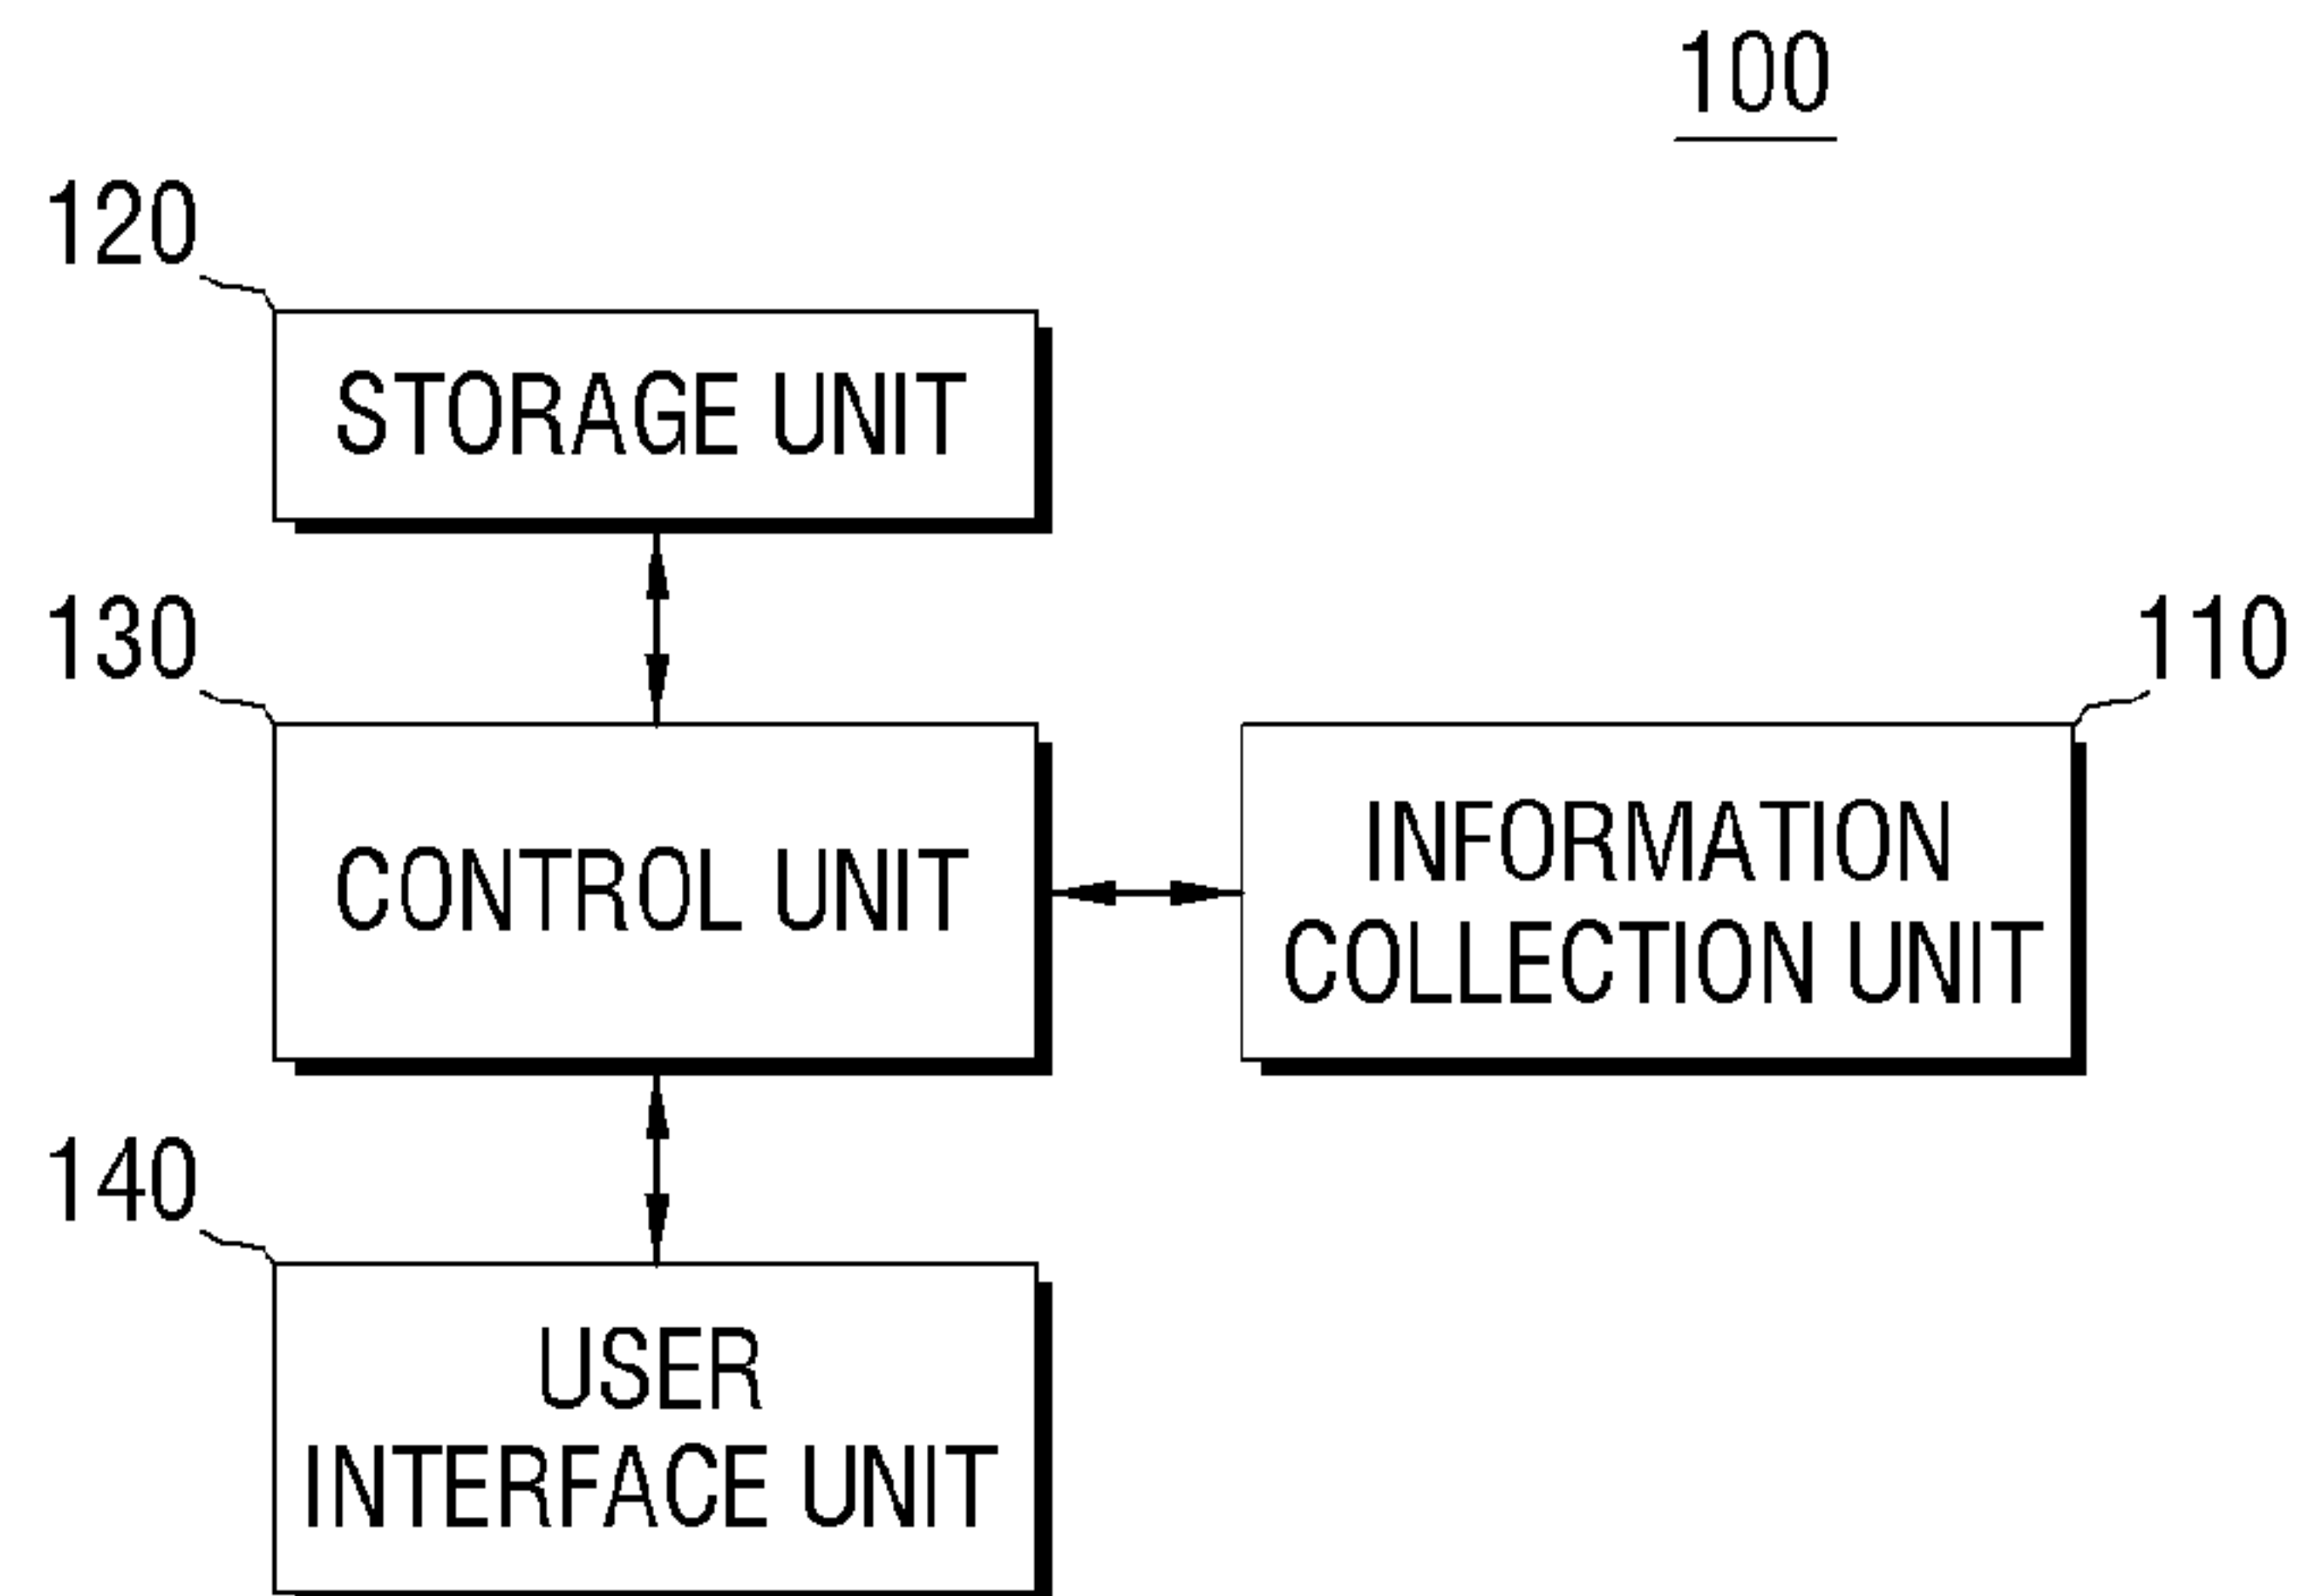 100
120
STORAGE UNIT
130
110
CONTROL UNIT
INFORMATION
COLLECTION UNIT
140
USER
INTERFACE UNIT